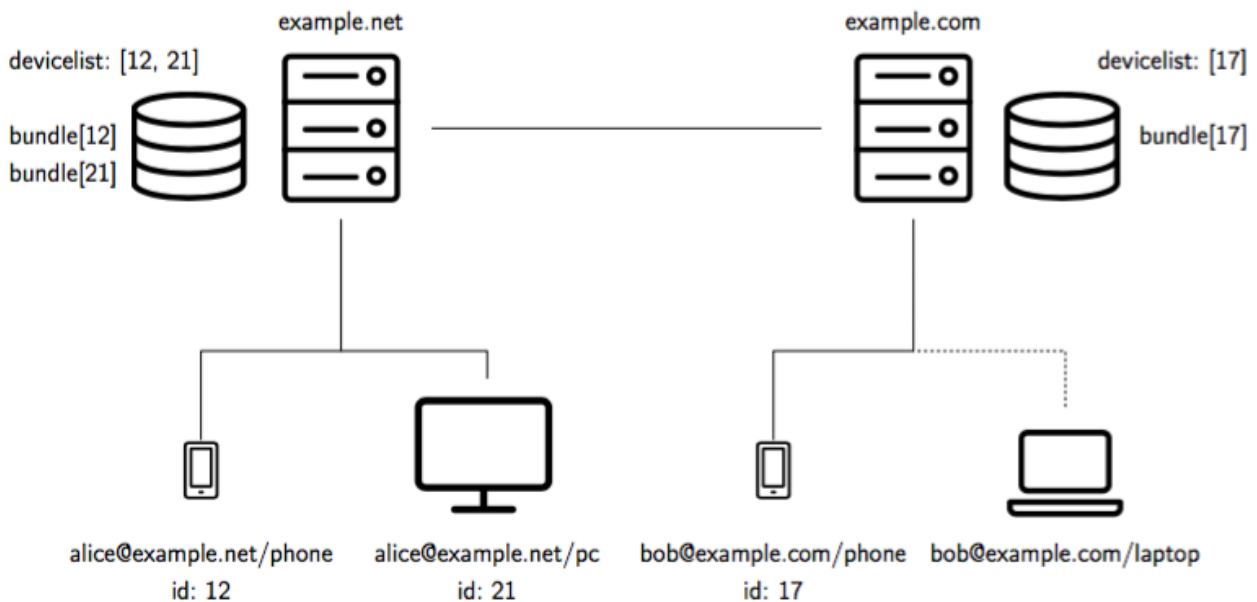 example.net
example.com
devicelist: [12, 21]
devicelist: [17]
bundle[12]
bundle[21]
bundle[17]
alice@example.net/phone
id: 12
alice@example.net/pc
id: 21
bob@example.com/phone
id: 17
bob@example.com/laptop